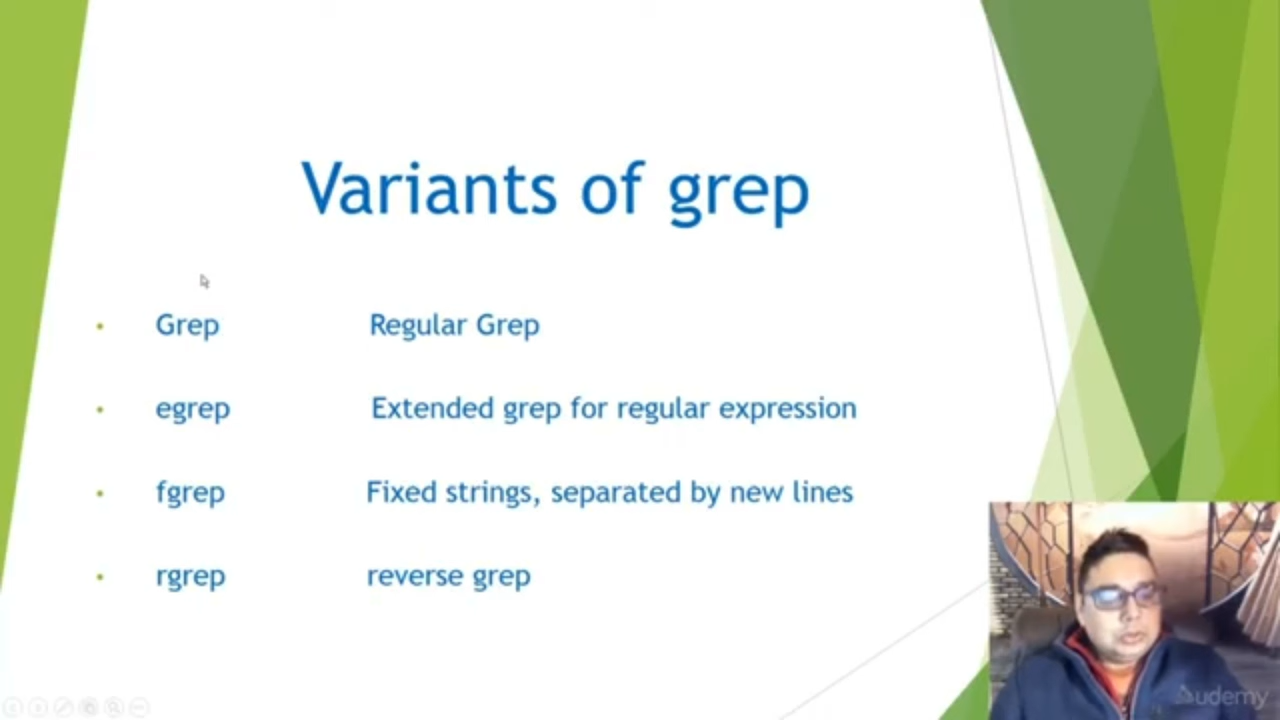 Variants of grep
Grep Regular Grep
egrep Extended grep for regular expression
fgrep Fixed strings, separated by new lines
rgrep reverse grep
udemy